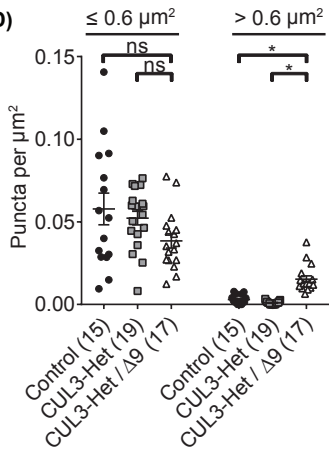 D)
≤ 0.6 μm² > 0.6 μm²
ns * 
ns *
Puncta per μm²
0.15
0.10
0.05
0.00
Control (15)
CUL3-Het (19)
CUL3-Het / Δ9 (17)
Control (15)
CUL3-Het (19)
CUL3-Het / Δ9 (17)